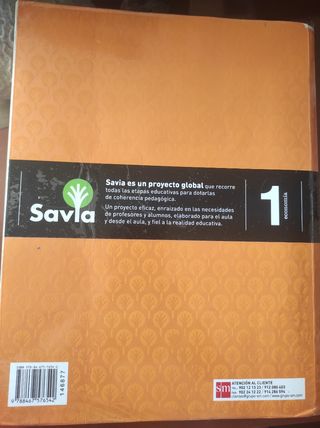 Savia
Savia es un proyecto global que recorre
todas las etapas educativas para dotarlas
de coherencia pedagógica.
Un proyecto eficaz, enraizado en las necesidades
de profesores y alumnos, elaborado para el aula
y desde el aula, y fiel a la realidad educativa.
1
economía
9788467576542
146877
sm
ATENCIÓN AL CLIENTE